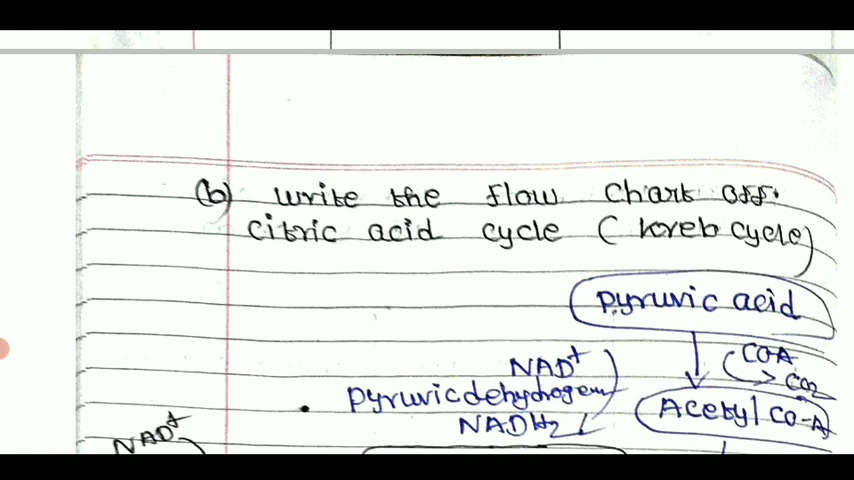 (b) write the flow chart off.
citric acid cycle ( kreb cycle)
pyruvic acid
NAD+
COA
CO2
pyruvic dehydrogen
Acetyl CO-A
NADH2
NAD+